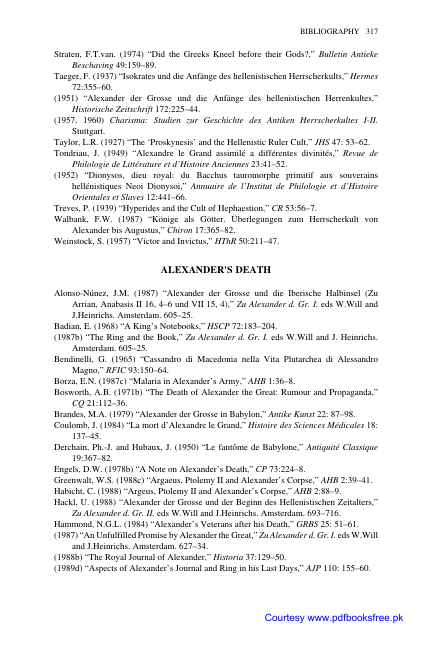 BIBLIOGRAPHY 317
Straten, F.T.van. (1974) “Did the Greeks Kneel before their Gods?,” Bulletin Antieke
Beschaving 49:159–89.
Taeger, F. (1937) “Isokrates und die Anfänge des hellenistischen Herrscherkults,” Hermes
72:355–60.
(1951) “Alexander der Grosse und die Anfänge des hellenistischen Herrenkultes,”
Historische Zeitschrift 172:225–44.
(1957, 1960) Charisma: Studien zur Geschichte des Antiken Herrscherkultes I-II.
Stuttgart.
Taylor, L.R. (1927) “The ‘Proskynesis’ and the Hellenistic Ruler Cult,” JHS 47: 53–62.
Tondriau, J. (1949) “Alexandre le Grand assimilé a différentes divinités,” Revue de
Philologie de Littérature et d’Histoire Anciennes 23:41–52.
(1952) “Dionysos, dieu royal: du Bacchus tauromorphe primitif aux souverains
hellénistiques Neoi Dionysoi,” Annuaire de l’Institut de Philologie et d’Histoire
Orientales et Slaves 12:441–66.
Treves, P. (1939) “Hyperides and the Cult of Hephaestion,” CR 53:56–7.
Walbank, F.W. (1987) “Könige als Götter. Überlegungen zum Herrscherkult von
Alexander bis Augustus,” Chiron 17:365–82.
Weinstock, S. (1957) “Victor and Invictus,” HThR 50:211–47.
ALEXANDER’S DEATH
Alonso-Núnez, J.M. (1987) “Alexander der Grosse und die Iberische Halbinsel (Zu
Arrian, Anabasis II 16, 4–6 und VII 15, 4),” Zu Alexander d. Gr. I. eds W.Will and
J.Heinrichs. Amsterdam. 605–25.
Badian, E. (1968) “A King’s Notebooks,” HSCP 72:183–204.
(1987b) “The Ring and the Book,” Zu Alexander d. Gr. I. eds W.Will and J. Heinrichs.
Amsterdam. 605–25.
Bendinelli, G. (1965) “Cassandro di Macedonia nella Vita Plutarchea di Alessandro
Magno,” RFIC 93:150–64.
Borza, E.N. (1987c) “Malaria in Alexander’s Army,” AHB 1:36–8.
Bosworth, A.B. (1971b) “The Death of Alexander the Great: Rumour and Propaganda,”
CQ 21:112–36.
Brandes, M.A. (1979) “Alexander der Grosse in Babylon,” Antike Kunst 22: 87–98.
Coulomb, J. (1984) “La mort d’Alexandre le Grand,” Histoire des Sciences Médicales 18:
137–45.
Derchain, Ph.-J. and Hubaux, J. (1950) “Le fantôme de Babylone,” Antiquité Classique
19:367–82.
Engels, D.W. (1978b) “A Note on Alexander’s Death,” CP 73:224–8.
Greenwalt, W.S. (1988c) “Argaeus, Ptolemy II and Alexander’s Corpse,” AHB 2:39–41.
Habicht, C. (1988) “Argeus, Ptolemy II and Alexander’s Corpse,” AHB 2:88–9.
Hackl, U. (1988) “Alexander der Grosse und der Beginn des Hellenistischen Zeitalters,”
Zu Alexander d. Gr. II. eds W.Will and J.Heinrichs. Amsterdam. 693–716.
Hammond, N.G.L. (1984) “Alexander’s Veterans after his Death,” GRBS 25: 51–61.
(1987) “An Unfulfilled Promise by Alexander the Great,” Zu Alexander d. Gr. I. eds W.Will
and J.Heinrichs. Amsterdam. 627–34.
(1988b) “The Royal Journal of Alexander,” Historia 37:129–50.
(1989d) “Aspects of Alexander’s Journal and Ring in his Last Days,” AJP 110: 155–60.
Courtesy www.pdfbooksfree.pk